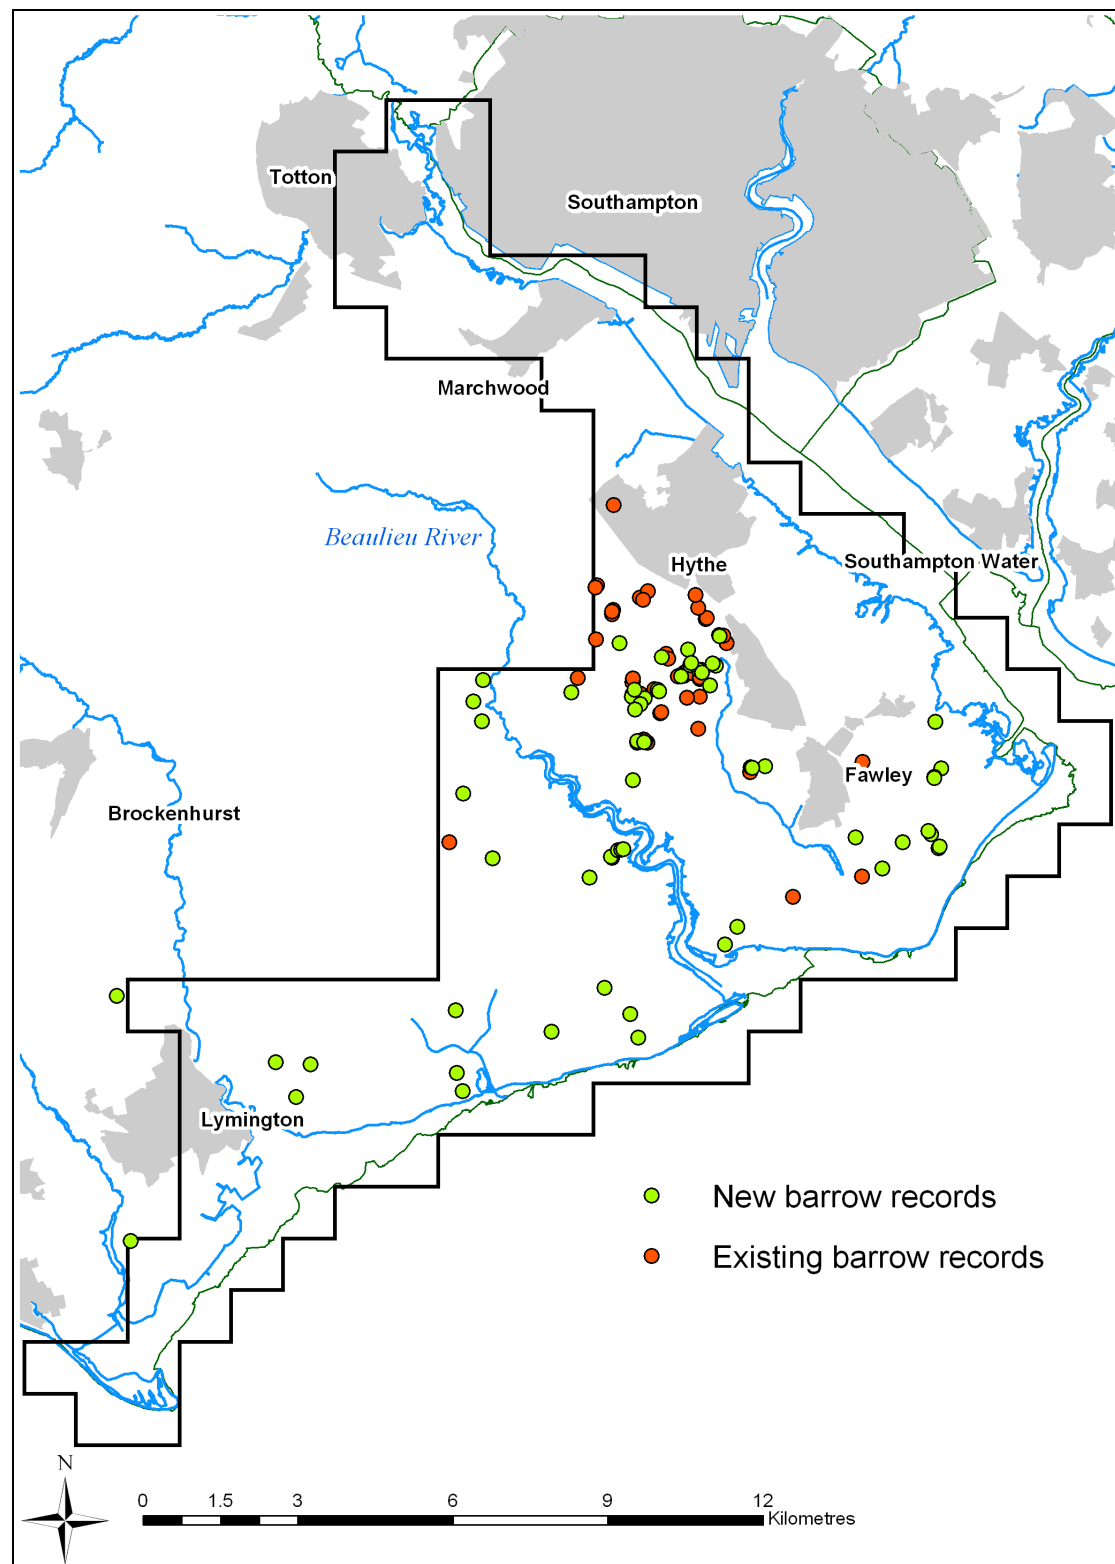 Totton
Southampton
Marchwood
Beaulieu River
Hythe
Southampton Water
Fawley
Brockenhurst
Lymington
New barrow records
Existing barrow records
N
0 1.5 3 6 9 12
Kilometres